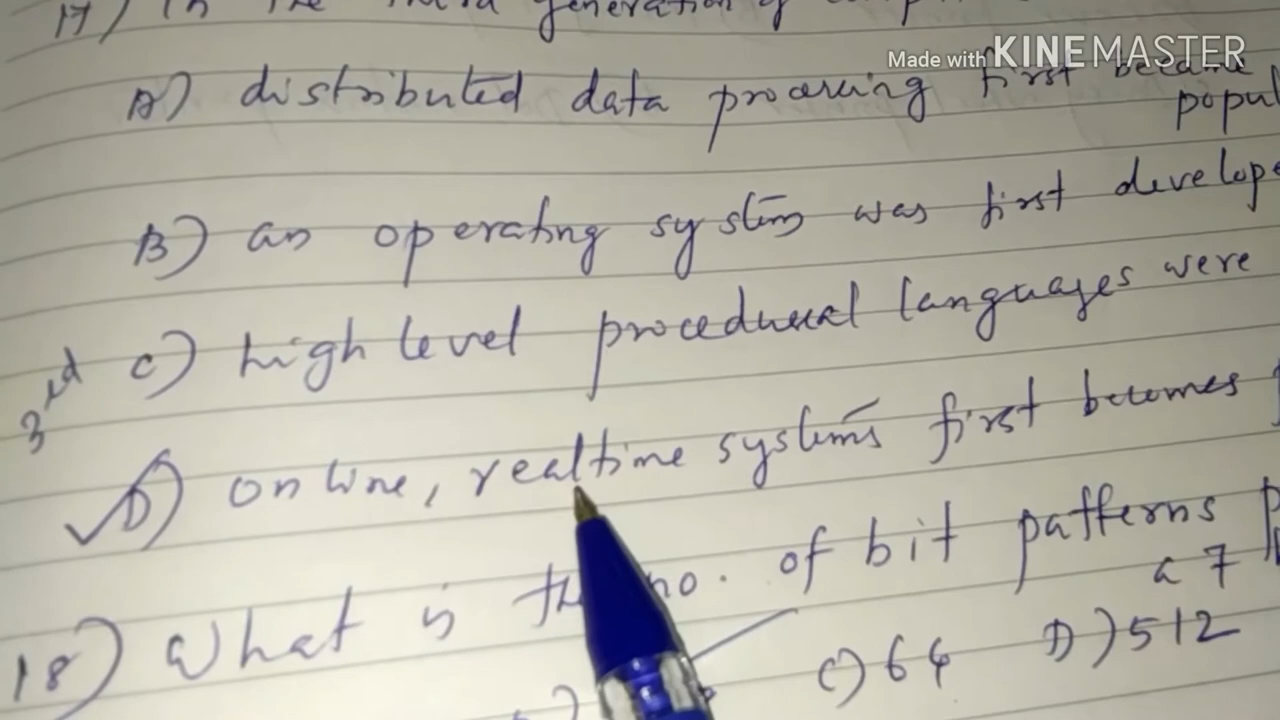 17) In the third generation of
Made with KINEMASTER
A) distributed data processing first became
popul
B) an operating system was first develope
C) high level procedural languages were
3rd
D) online, realtime systems first becomes
18) What is the no. of bit patterns
a 7
C) 64 D) 512